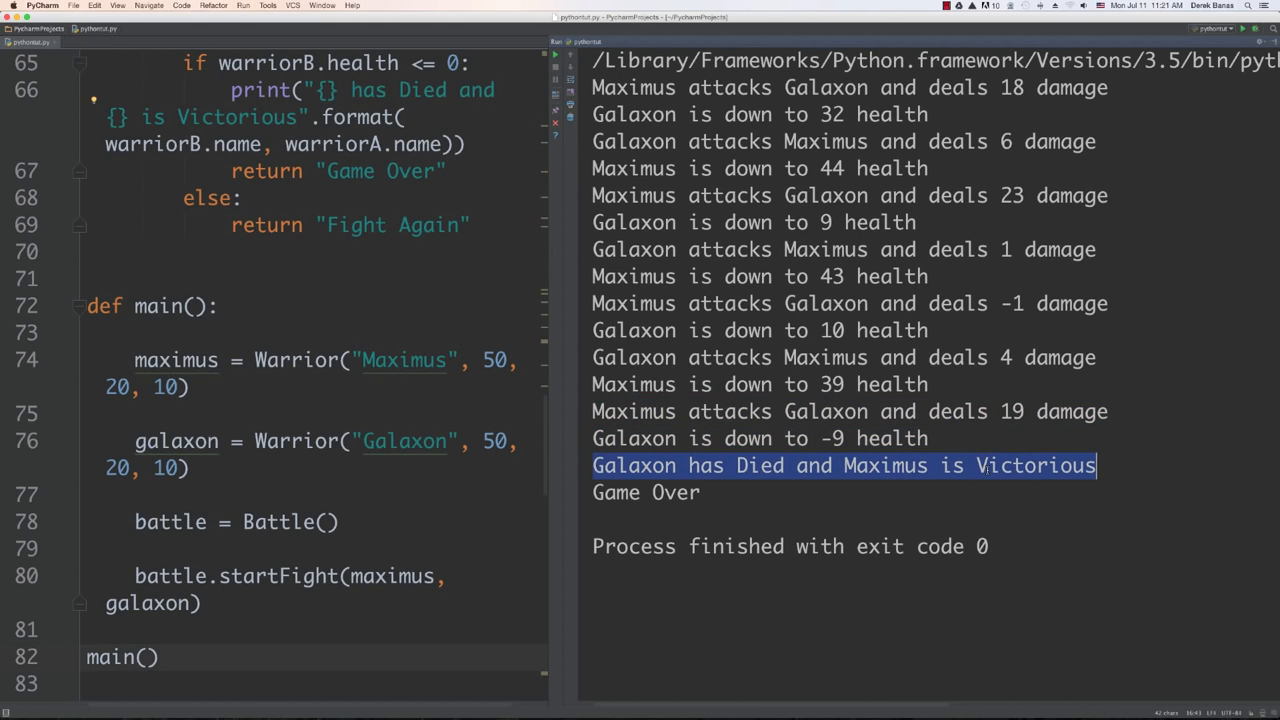 PyCharm File Edit View Navigate Code Refactor Run Tools VCS Window Help
10 Mon Jul 11 11:21 AM Derek Banas
pythontut.py - PycharmProjects - [~/PycharmProjects]
PycharmProjects pythontut.py pythontut
pythontut.py
Run pythontut
65 if warriorB.health <= 0:
66 print("{} has Died and
{} is Victorious".format(
warriorB.name, warriorA.name))
67 return "Game Over"
68 else:
69 return "Fight Again"
70
71
72 def main():
73
74 maximus = Warrior("Maximus", 50,
20, 10)
75
76 galaxon = Warrior("Galaxon", 50,
20, 10)
77
78 battle = Battle()
79
80 battle.startFight(maximus,
galaxon)
81
82 main()
83
/Library/Frameworks/Python.framework/Versions/3.5/bin/pyth
Maximus attacks Galaxon and deals 18 damage
Galaxon is down to 32 health
Galaxon attacks Maximus and deals 6 damage
Maximus is down to 44 health
Maximus attacks Galaxon and deals 23 damage
Galaxon is down to 9 health
Galaxon attacks Maximus and deals 1 damage
Maximus is down to 43 health
Maximus attacks Galaxon and deals -1 damage
Galaxon is down to 10 health
Galaxon attacks Maximus and deals 4 damage
Maximus is down to 39 health
Maximus attacks Galaxon and deals 19 damage
Galaxon is down to -9 health
Galaxon has Died and Maximus is Victorious
Game Over
Process finished with exit code 0
42 chars 16:43 LF UTF-8